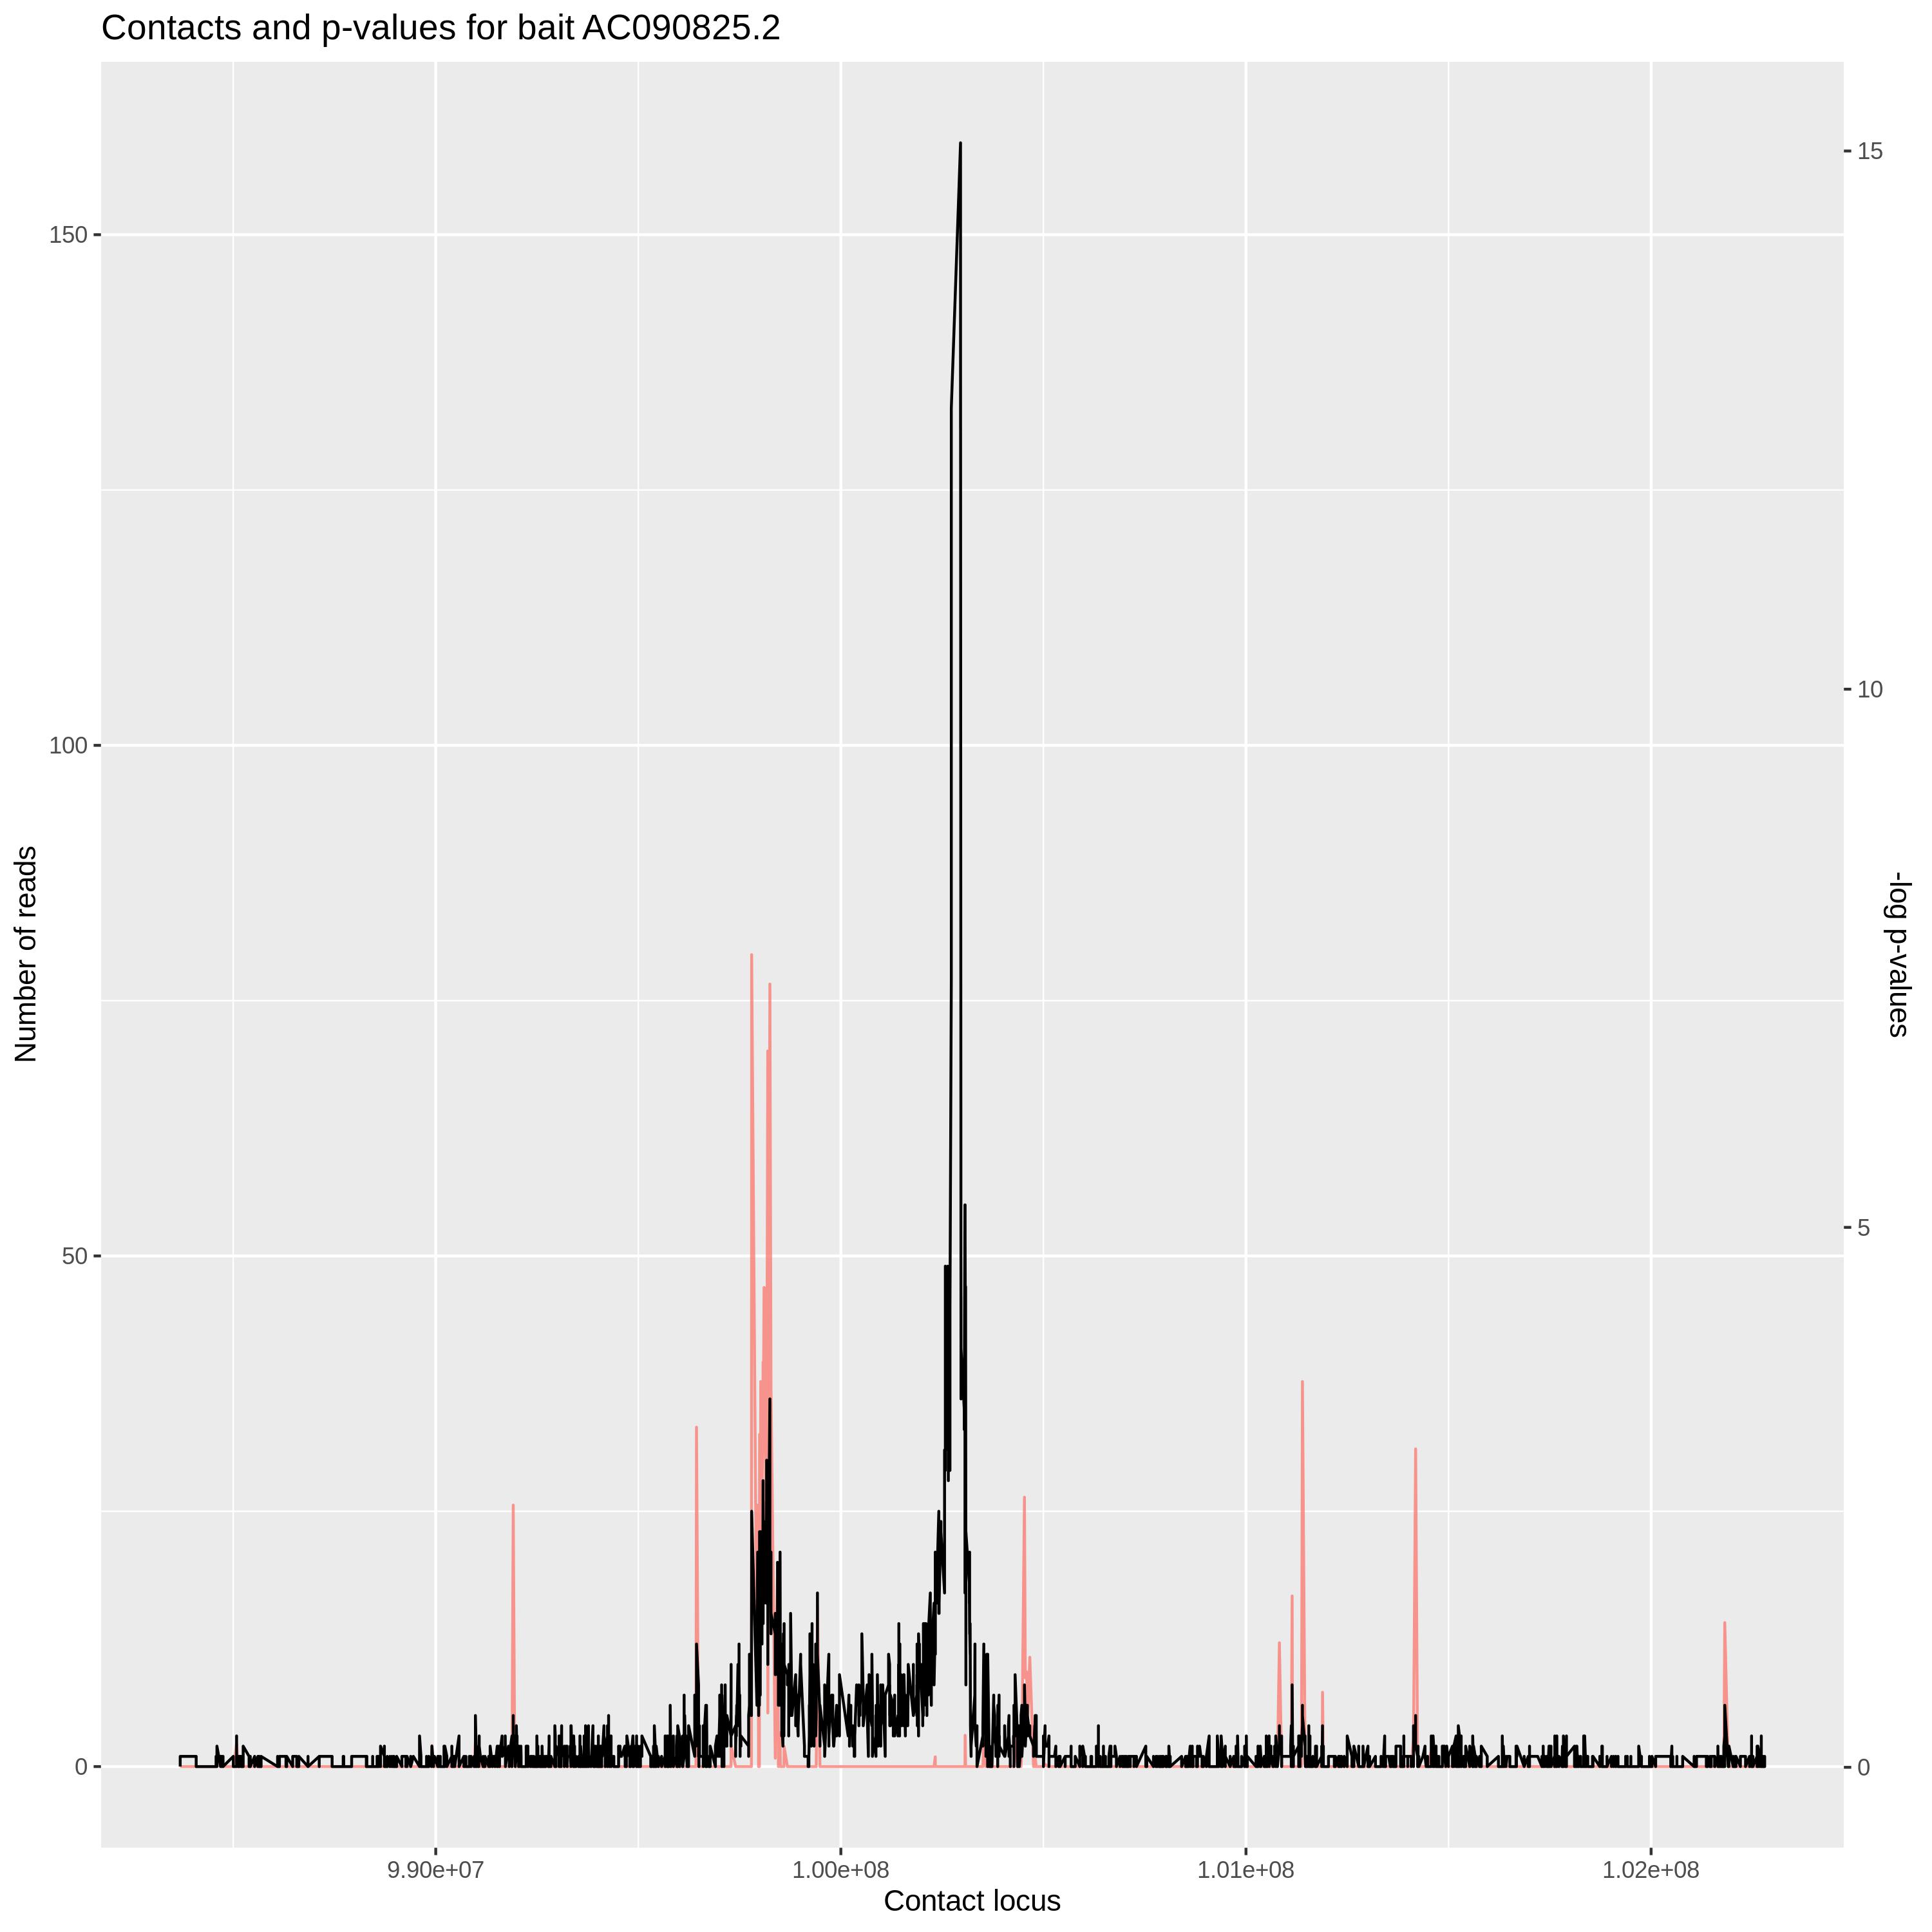 Contacts and p-values for bait AC090825.2
150
100
50
0
Number of reads
15
10
5
0
-log p-values
9.90e+07
1.00e+08
1.01e+08
1.02e+08
Contact locus